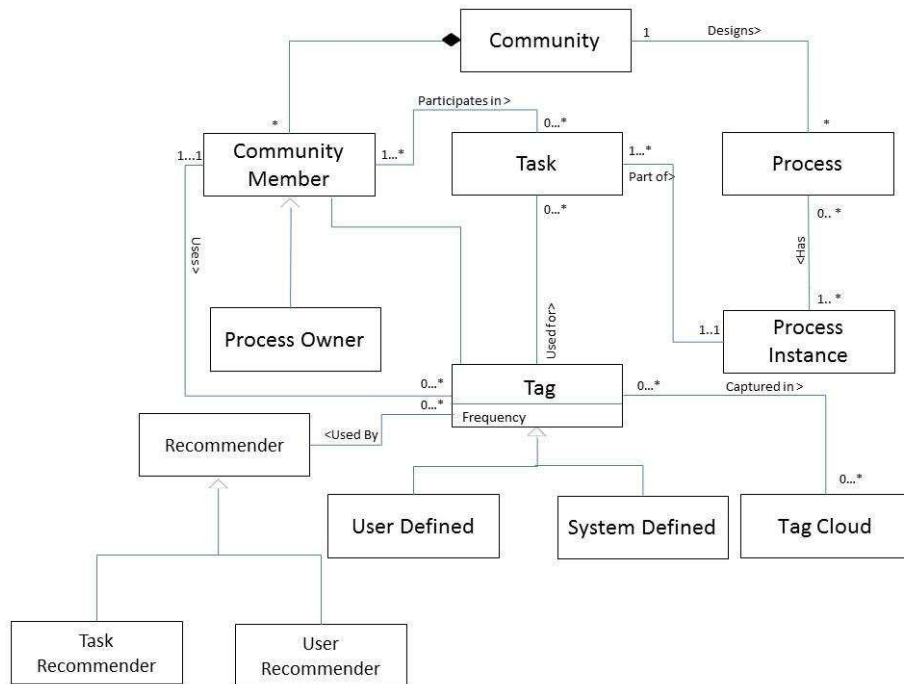 Community
1
Designs>
*
*
Participates in >
0...*
1...1
Community
Member
1...*
Task
1...*
Part of>
Process
0...*
0.. *
Uses>
<Has
Process Owner
1.. *
1..1
Process
Instance
Used for>
0...*
0...*
Tag
0...*
Captured in >
Frequency
<Used By
Recommender
0...*
User Defined
System Defined
Tag Cloud
Task
Recommender
User
Recommender